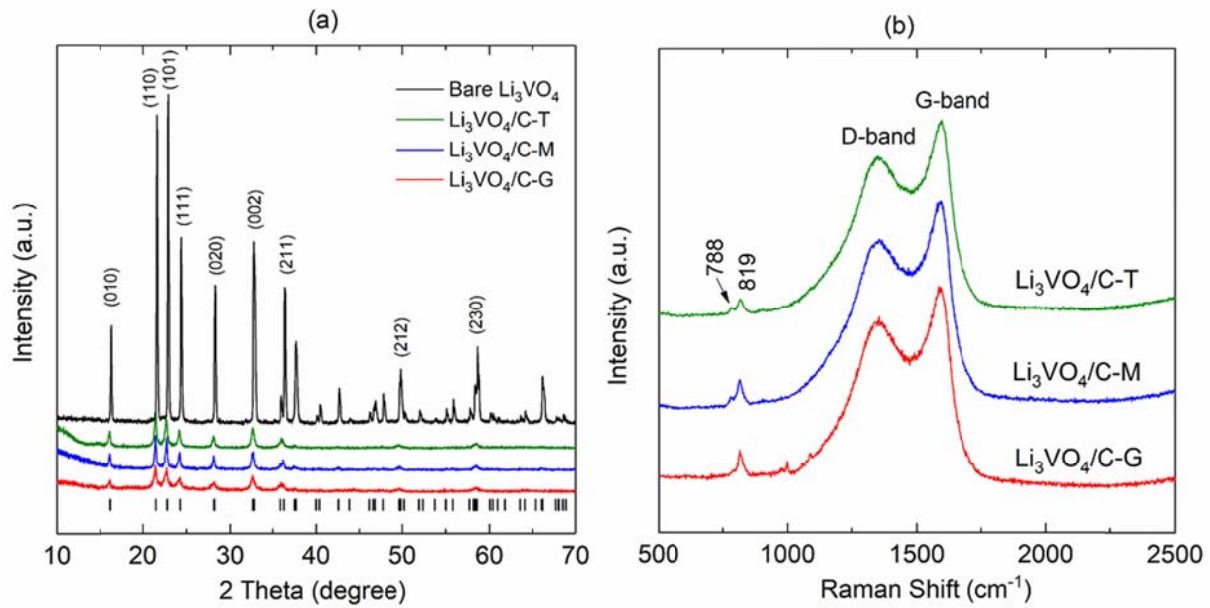 (a)
Intensity (a.u.)
(010)
(110)
(101)
(111)
(020)
(002)
(211)
(212)
(230)
Bare Li₃VO₄
Li₃VO₄/C-T
Li₃VO₄/C-M
Li₃VO₄/C-G
10 20 30 40 50 60 70
2 Theta (degree)
(b)
Intensity (a.u.)
788
819
D-band
G-band
Li₃VO₄/C-T
Li₃VO₄/C-M
Li₃VO₄/C-G
500 1000 1500 2000 2500
Raman Shift (cm⁻¹)